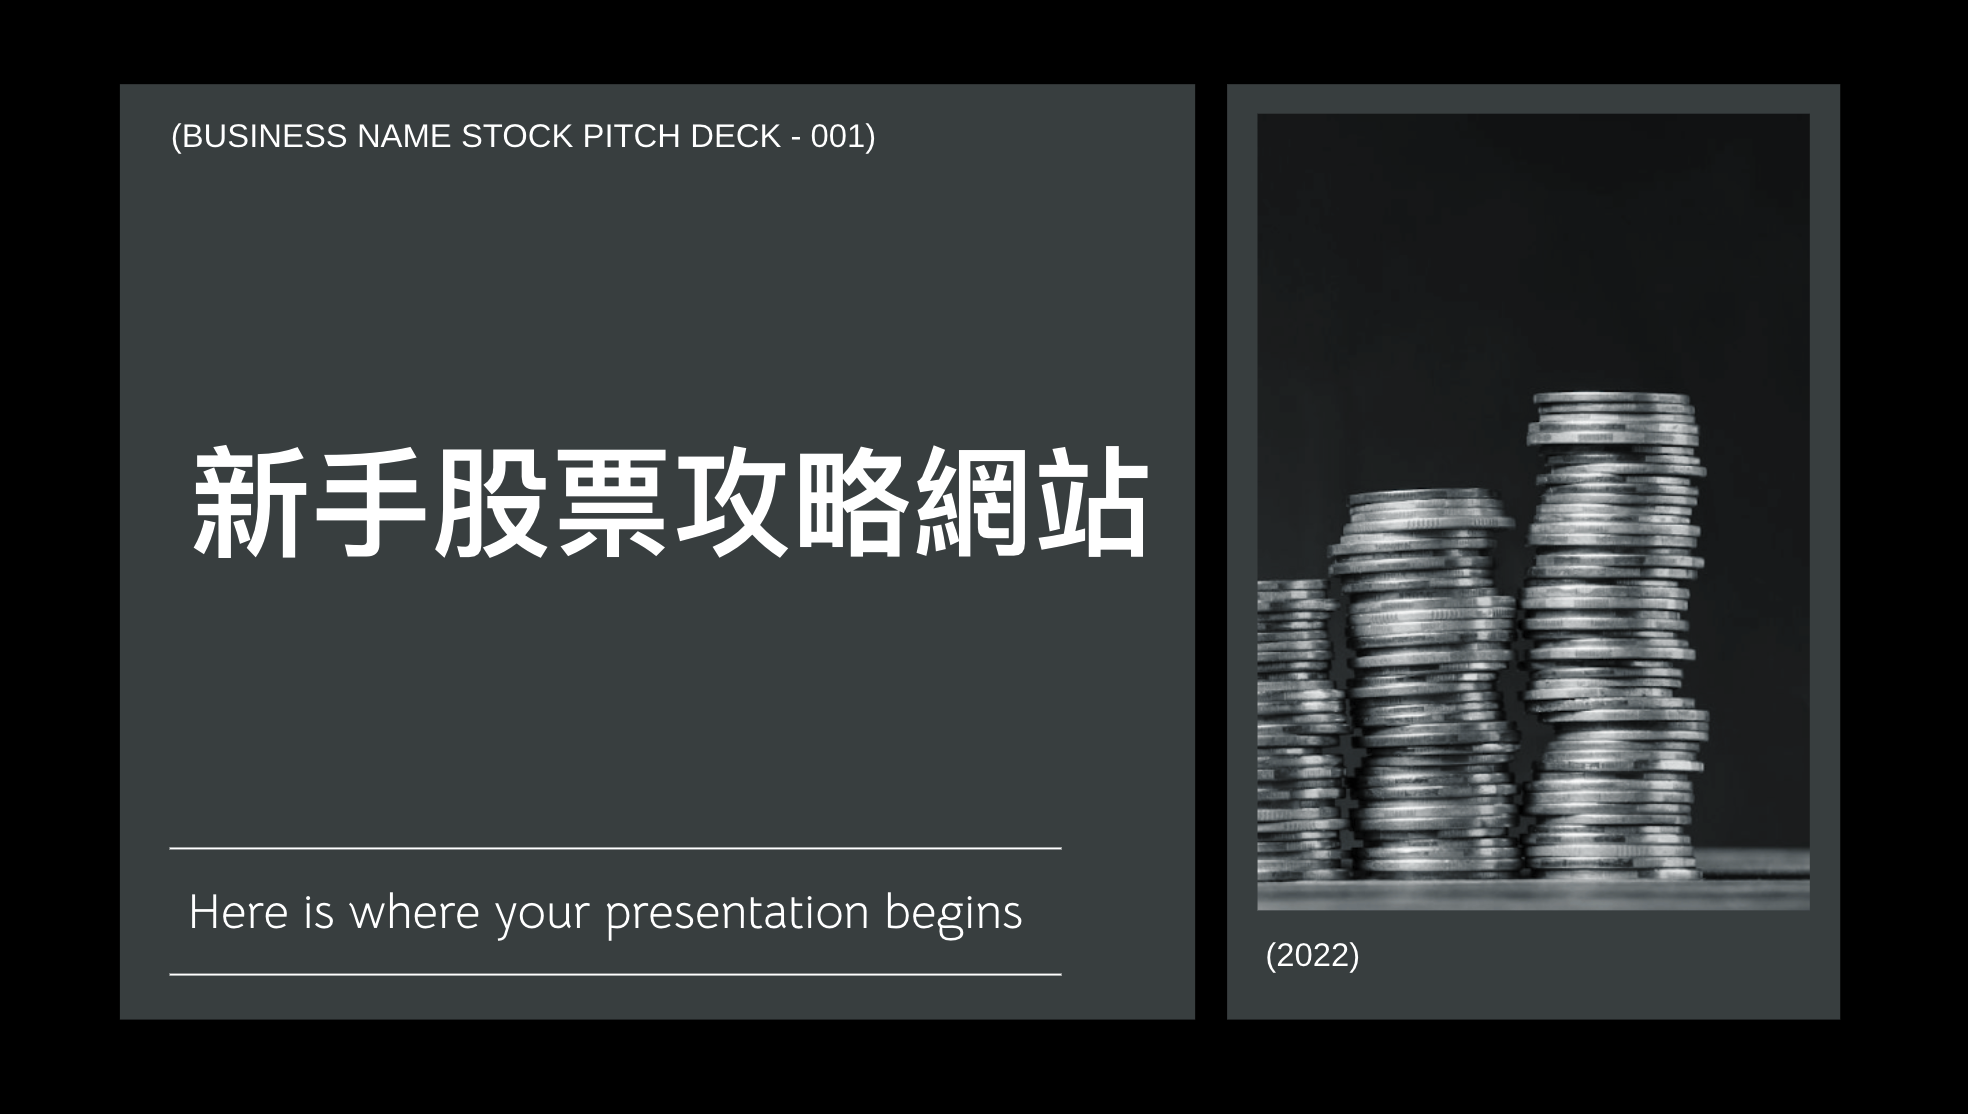 (BUSINESS NAME STOCK PITCH DECK - 001)
新手股票攻略網站
Here is where your presentation begins
(2022)